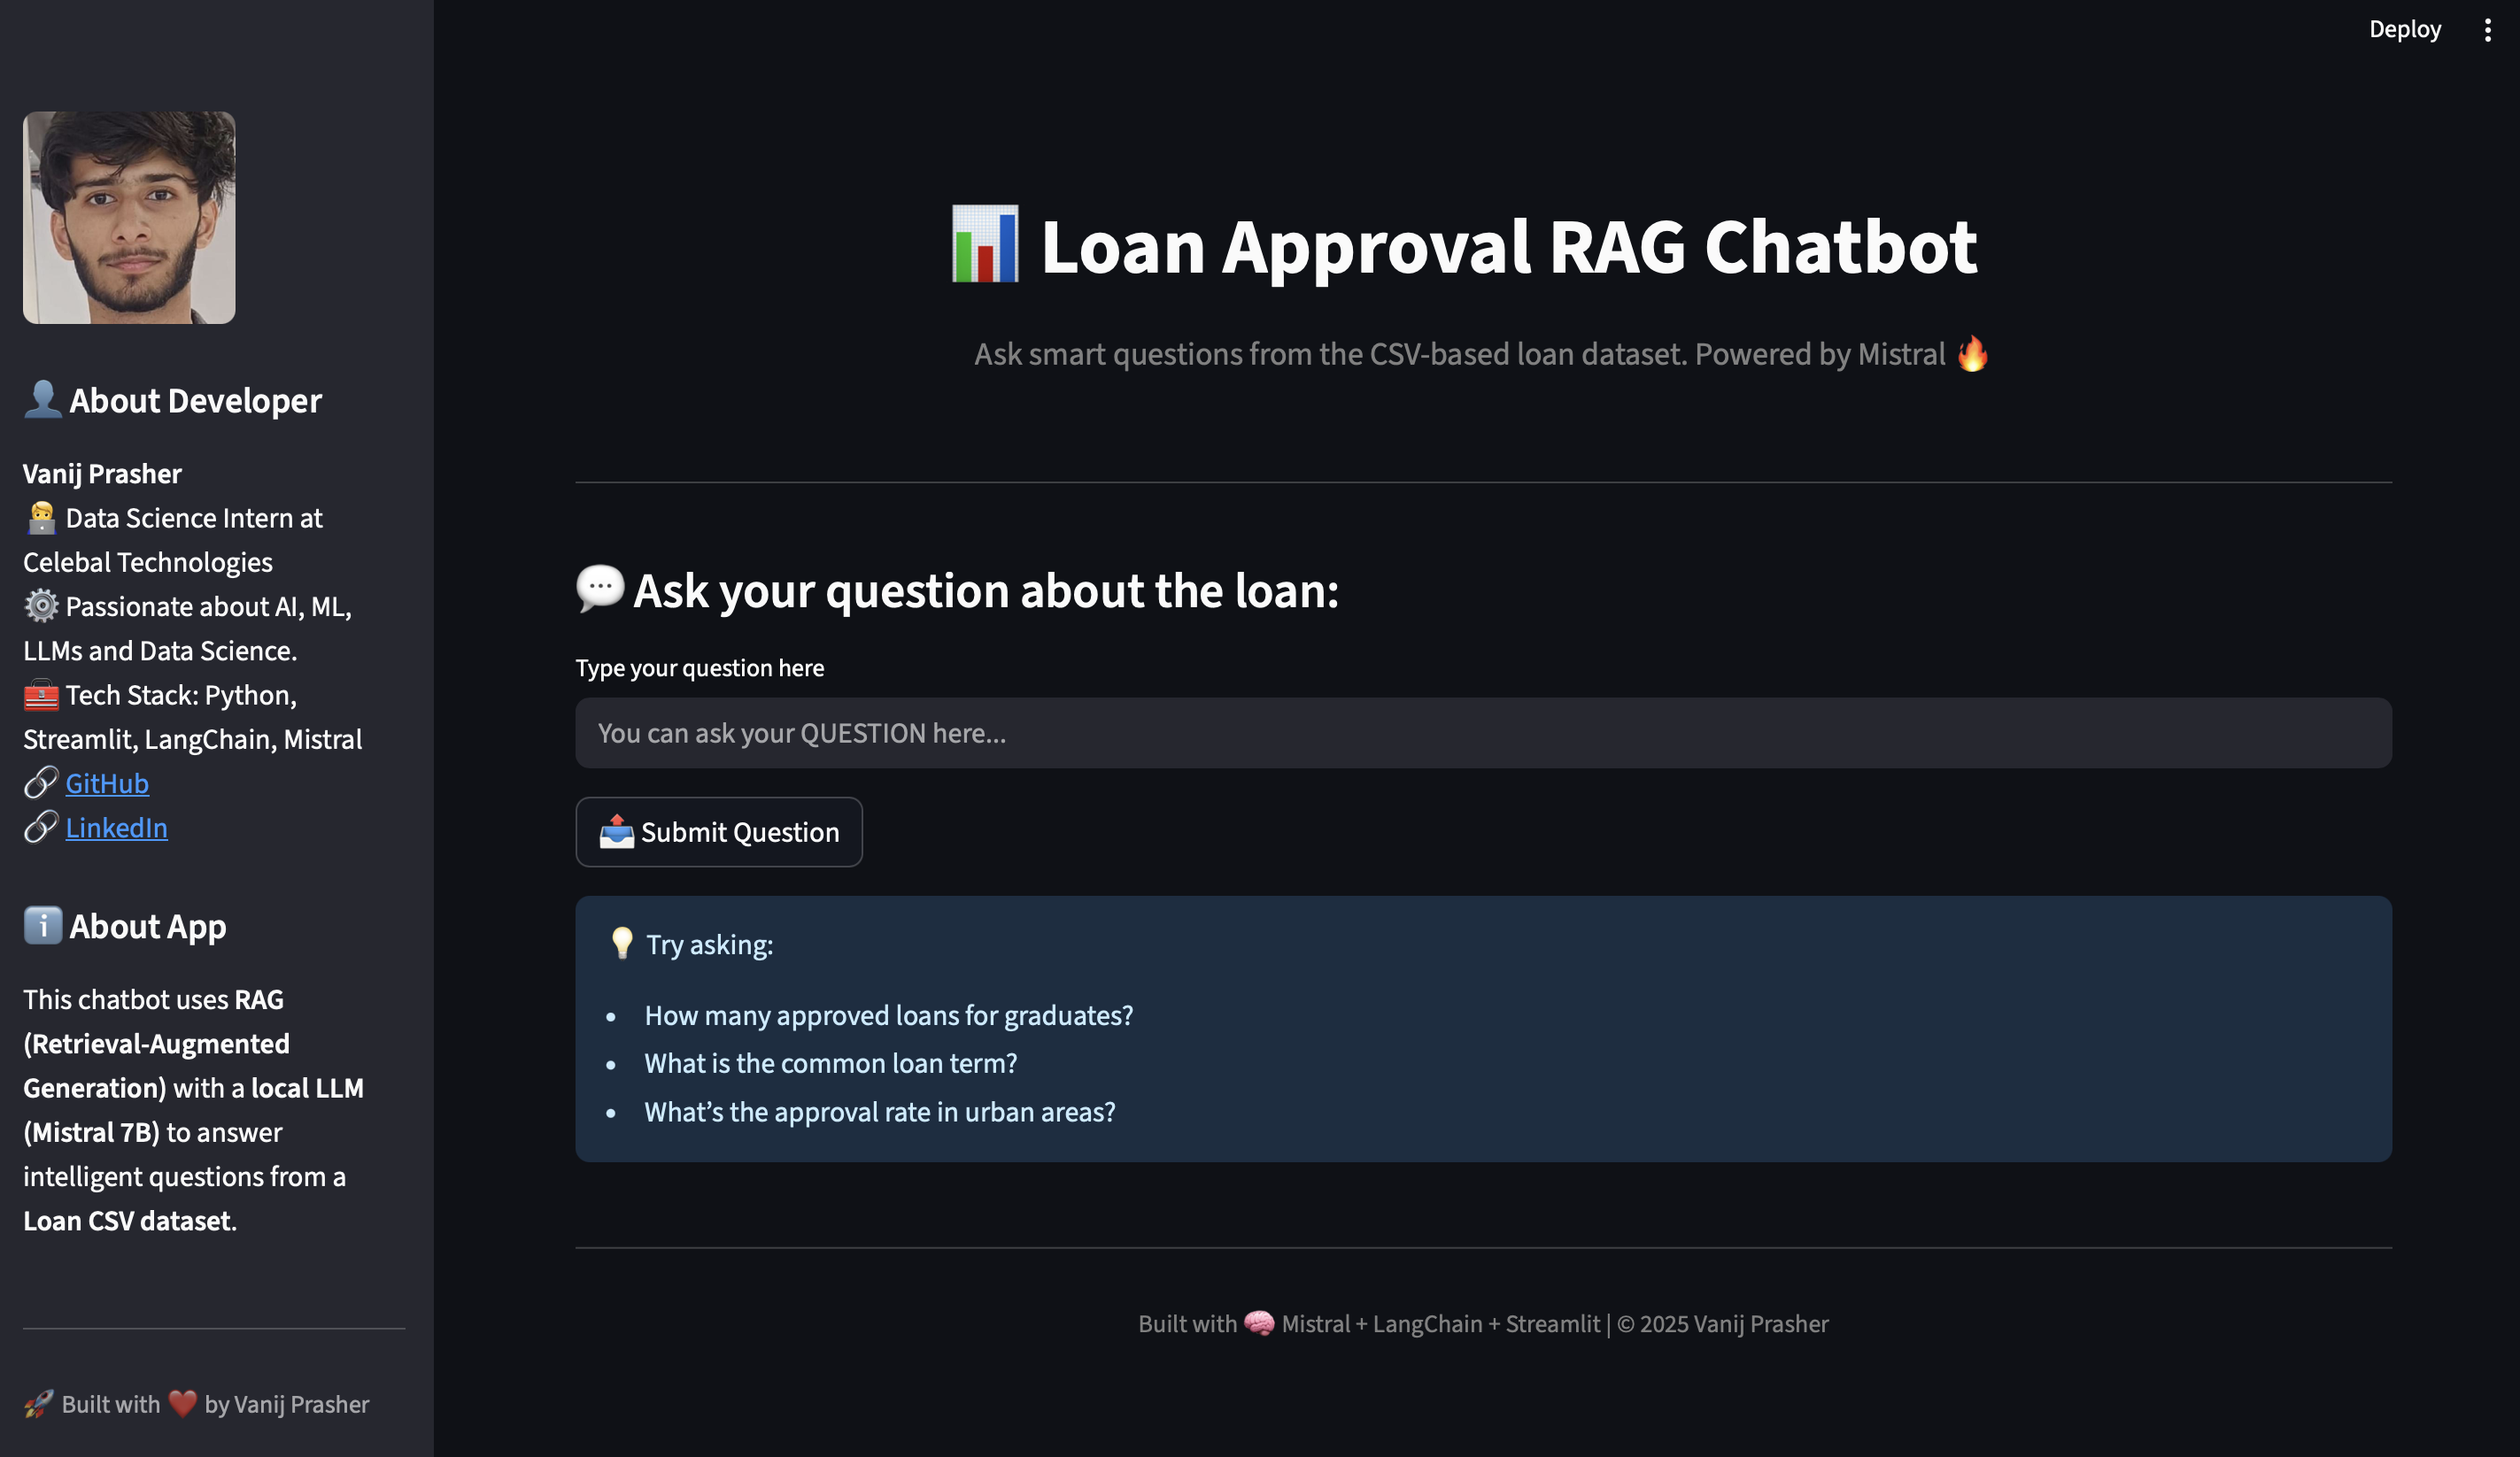 Deploy
👤 About Developer
Vanij Prasher
🧑‍💻 Data Science Intern at
Celebal Technologies
⚙️ Passionate about AI, ML,
LLMs and Data Science.
🧰 Tech Stack: Python,
Streamlit, LangChain, Mistral
🔗 GitHub
🔗 LinkedIn
ℹ️ About App
This chatbot uses RAG
(Retrieval-Augmented
Generation) with a local LLM
(Mistral 7B) to answer
intelligent questions from a
Loan CSV dataset.
🚀 Built with ❤️ by Vanij Prasher
📊 Loan Approval RAG Chatbot
Ask smart questions from the CSV-based loan dataset. Powered by Mistral 🔥
💬 Ask your question about the loan:
Type your question here
You can ask your QUESTION here...
📤 Submit Question
💡 Try asking:
• How many approved loans for graduates?
• What is the common loan term?
• What’s the approval rate in urban areas?
Built with 🧠 Mistral + LangChain + Streamlit | © 2025 Vanij Prasher